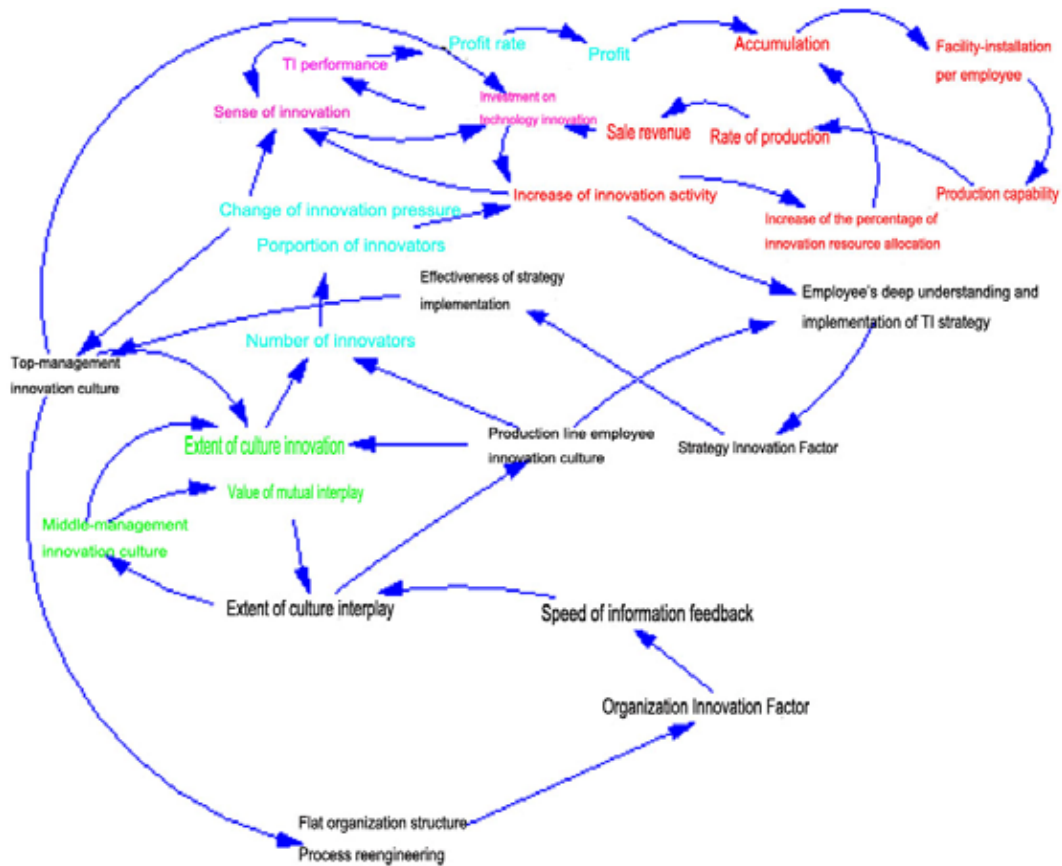 Profit rate
Profit
Accumulation
Facility-installation
per employee
TI performance
Sense of innovation
Investment on
technology innovation
Sale revenue
Rate of production
Production capability
Increase of innovation activity
Change of innovation pressure
Increase of the percentage of
innovation resource allocation
Porportion of innovators
Effectiveness of strategy
implementation
Employee's deep understanding and
implementation of TI strategy
Number of innovators
Top-management
innovation culture
Extent of culture innovation
Production line employee
innovation culture
Strategy Innovation Factor
Value of mutual interplay
Middle-management
innovation culture
Extent of culture interplay
Speed of information feedback
Organization Innovation Factor
Flat organization structure
Process reengineering